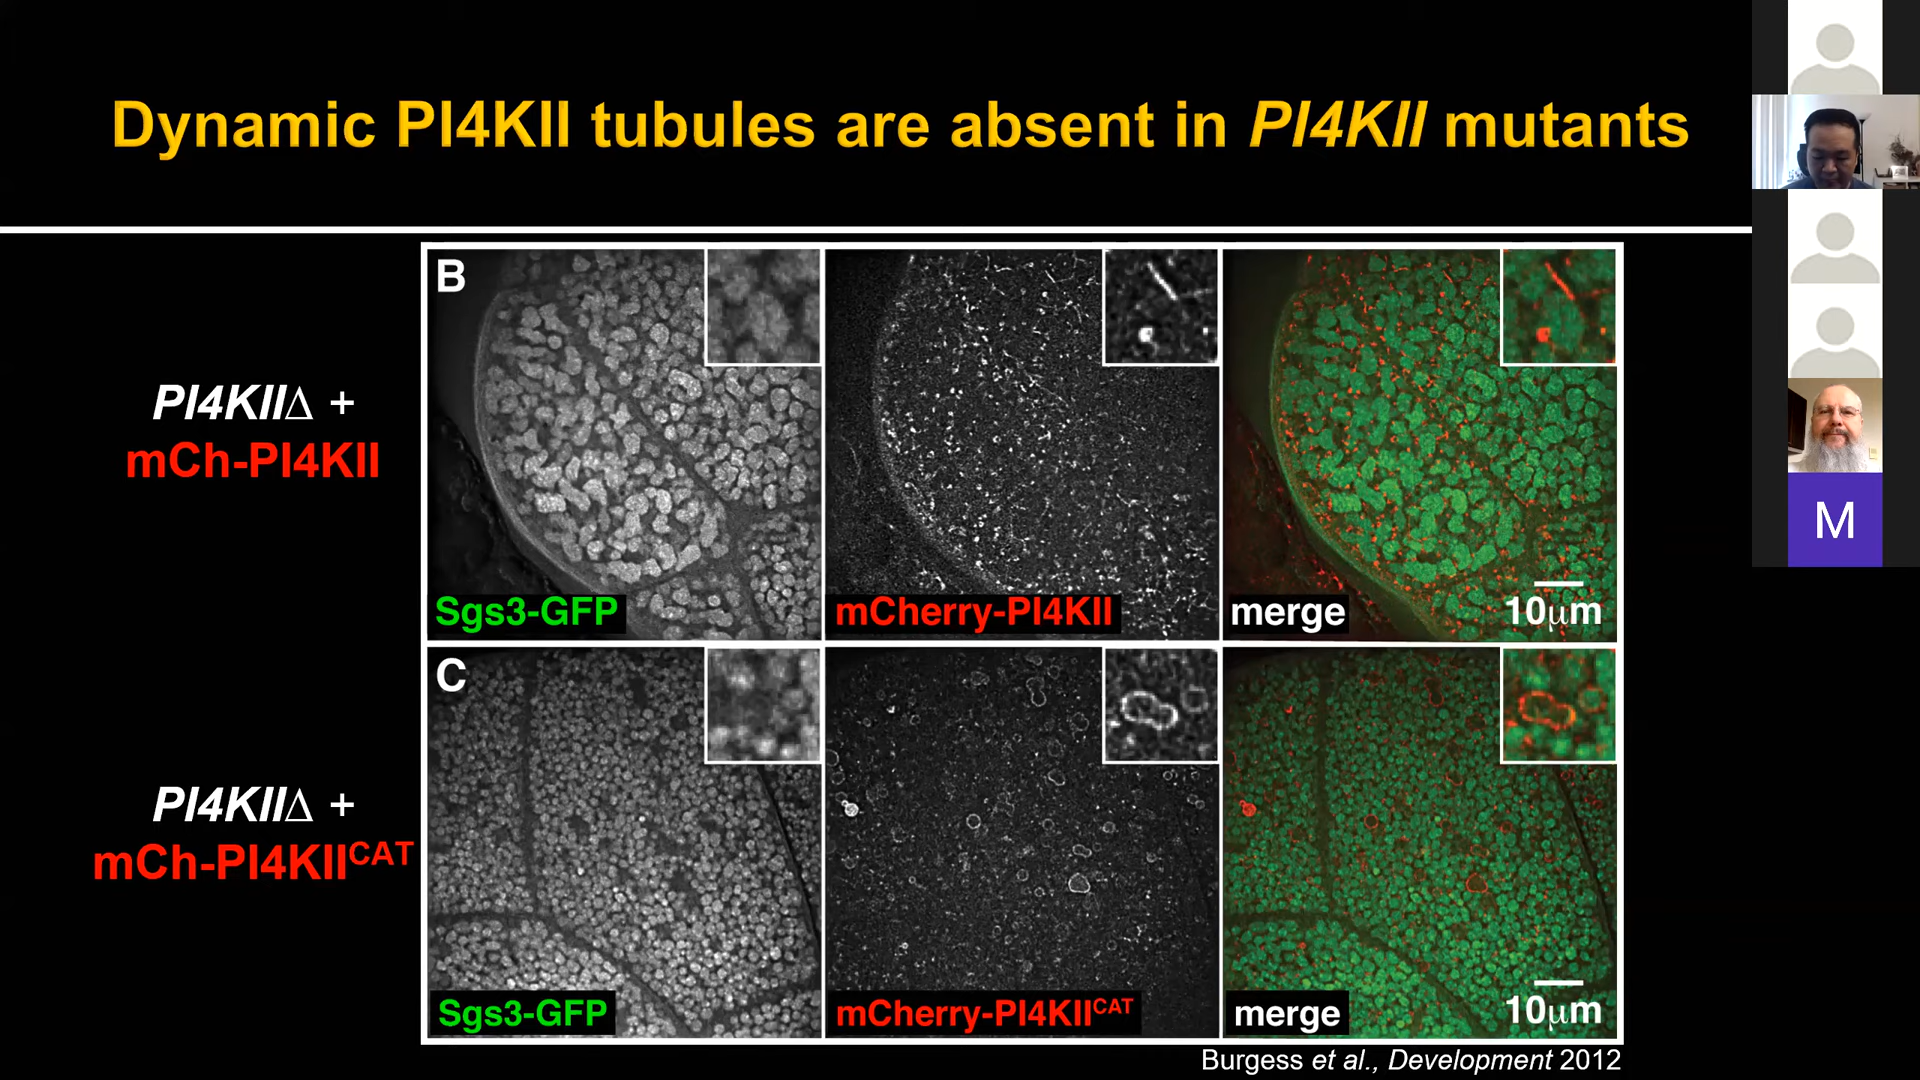 Dynamic PI4KII tubules are absent in PI4KII mutants
PI4KIIΔ +
mCh-PI4KII
B
Sgs3-GFP
mCherry-PI4KII
merge
10μm
PI4KIIΔ +
mCh-PI4KIICAT
C
Sgs3-GFP
mCherry-PI4KIICAT
merge
10μm
Burgess et al., Development 2012
M